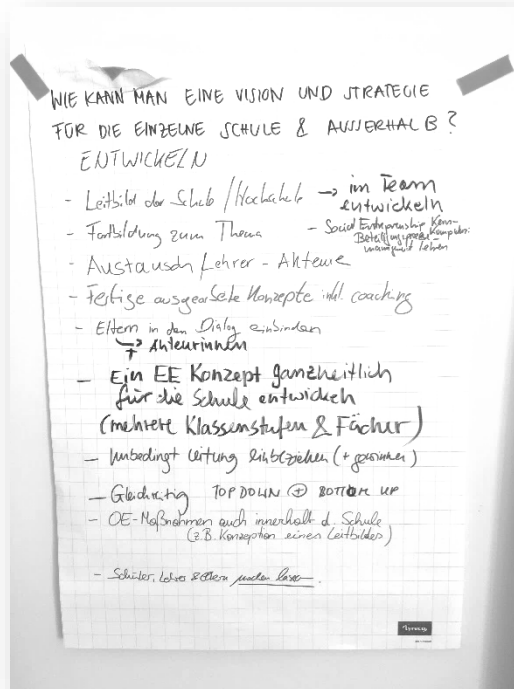 WIE KANN MAN EINE VISION UND STRATEGIE
FÜR DIE EINZELNE SCHULE & AUSSERHALB?
ENTWICKELN
- Leitbild der Schule / Hochschule → im Team
entwickeln
- Fortbildung zum Thema
- Social Entrepreneurship
- Austausch Lehrer - Akteure
- Fertige ausgearbeitete Konzepte inkl. coaching
- Eltern in den Dialog einbinden
→ Akteurinnen
- Ein EE Konzept ganzheitlich
für die Schule entwickeln
(mehrere Klassenstufen & Fächer)
- Unbedingt Leitung einbeziehen (+ gewinnen)
- Gleichzeitig TOP DOWN + BOTTOM UP
- OE-Maßnahmen auch innerhalb d. Schule
(z.B. Konzeption eines Leitbildes)
- Schüler, Lehrer & Eltern machen lassen.